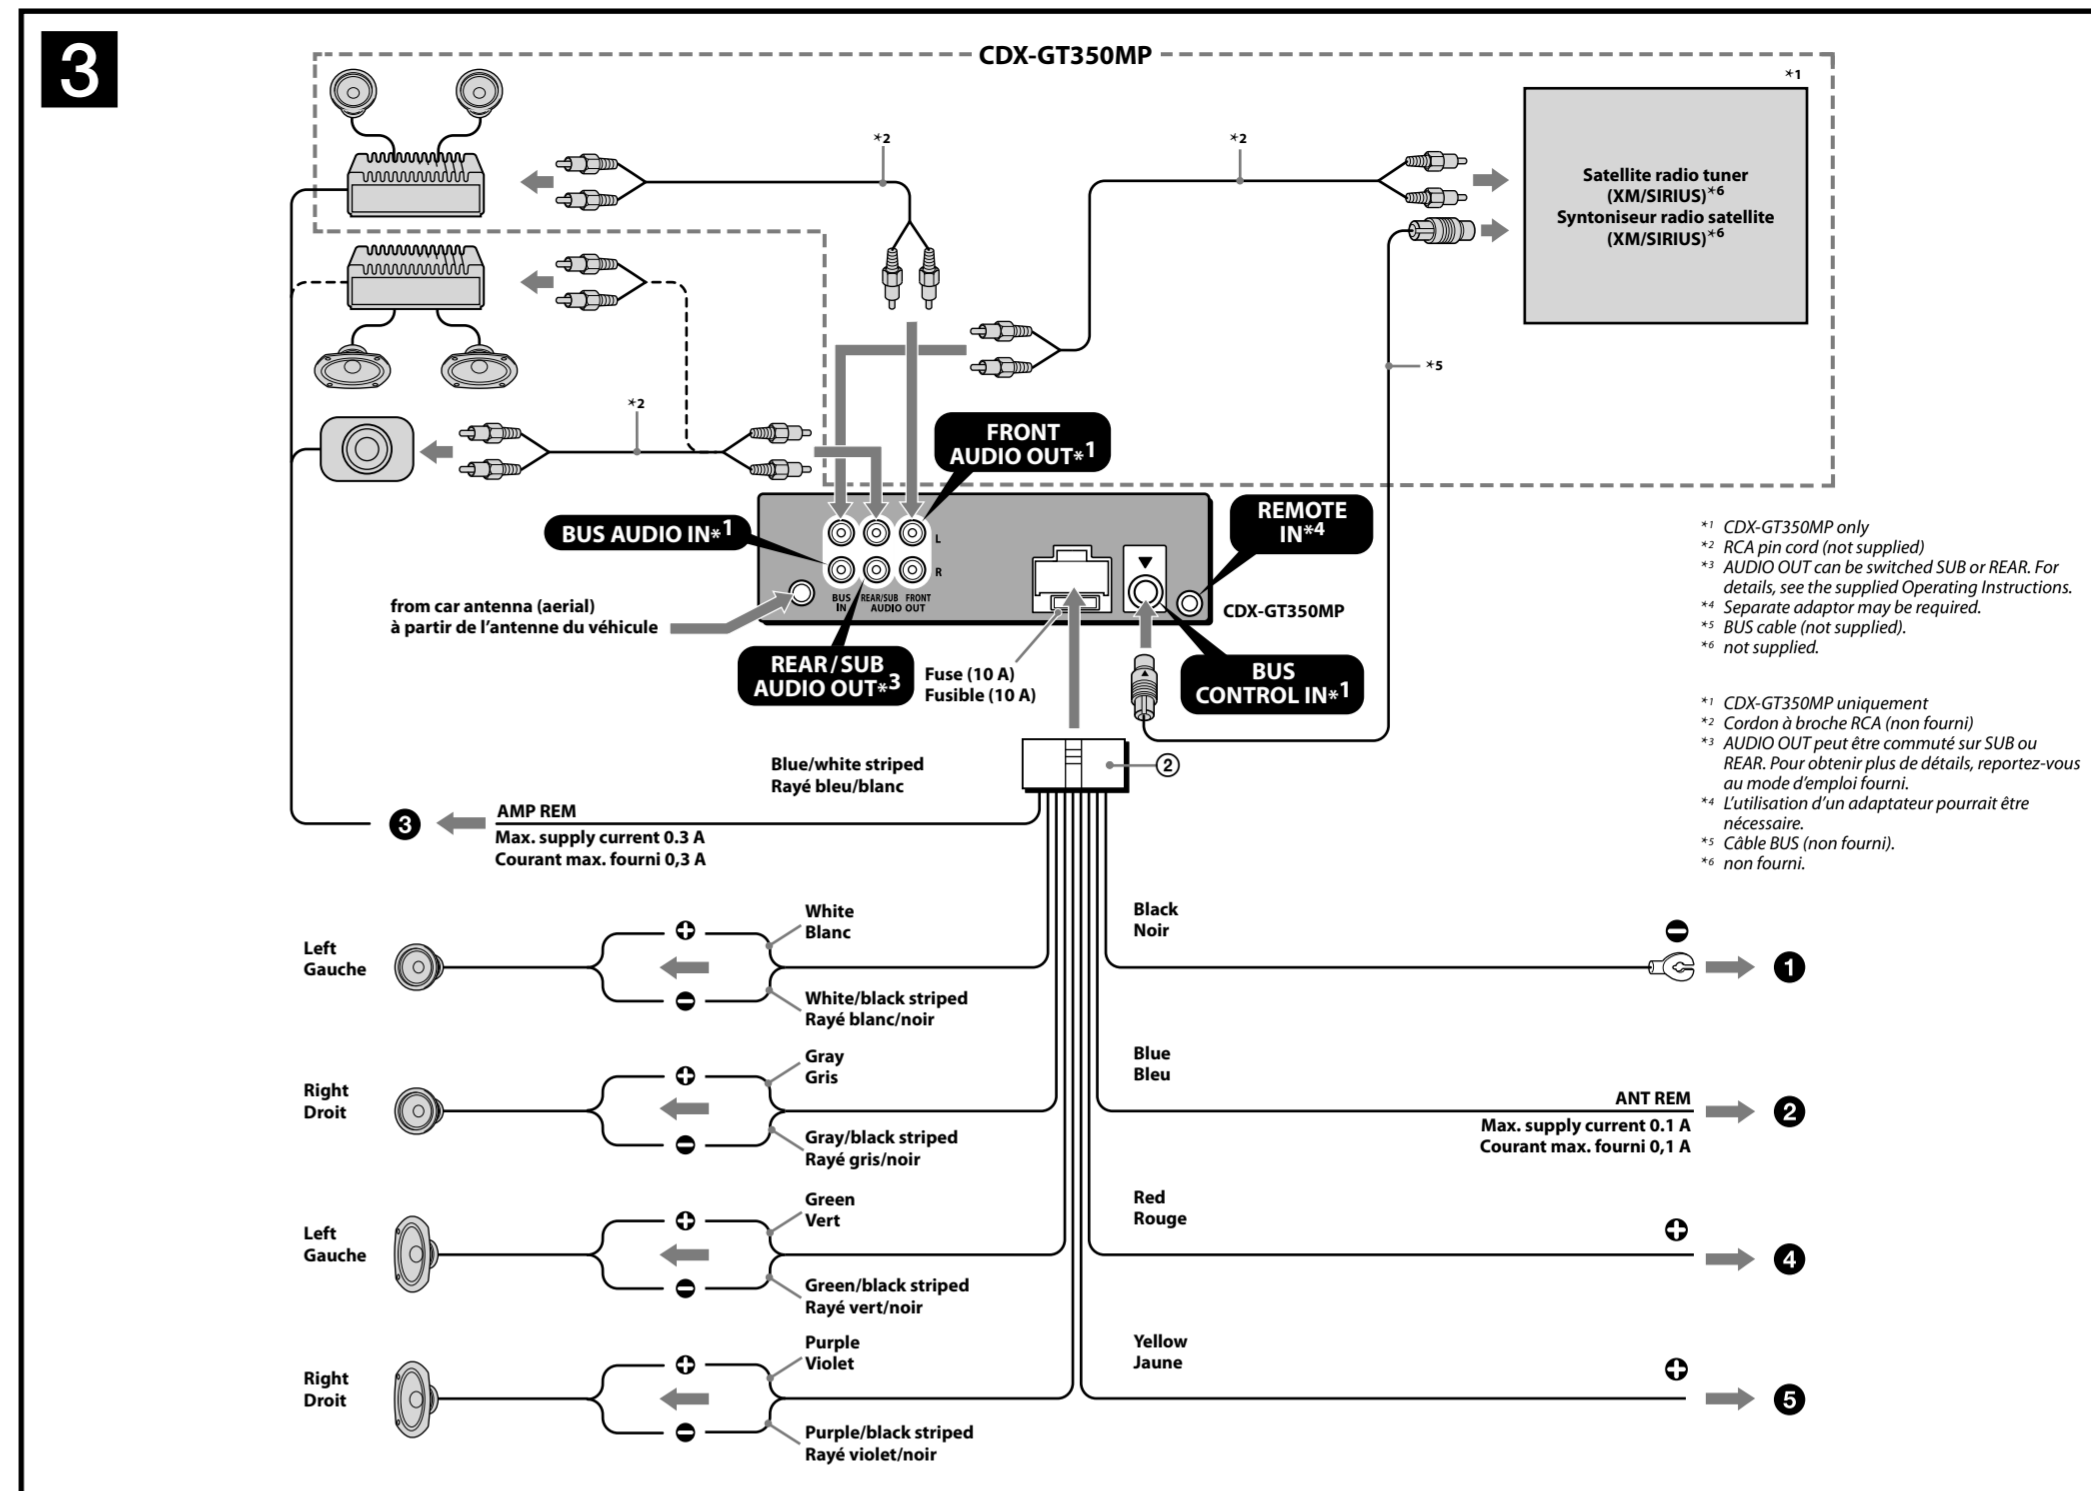 3
CDX-GT350MP
*1
*2
*2
Satellite radio tuner
(XM/SIRIUS)*6
Syntoniseur radio satellite
(XM/SIRIUS)*6
*5
*2
FRONT
AUDIO OUT*1
BUS AUDIO IN*1
REMOTE
IN*4
L
R
BUS
IN
REAR/SUB FRONT
AUDIO OUT
from car antenna (aerial)
à partir de l'antenne du véhicule
CDX-GT350MP
REAR/SUB
AUDIO OUT*3
Fuse (10 A)
Fusible (10 A)
BUS
CONTROL IN*1
*1 CDX-GT350MP only
*2 RCA pin cord (not supplied)
*3 AUDIO OUT can be switched SUB or REAR. For
details, see the supplied Operating Instructions.
*4 Separate adaptor may be required.
*5 BUS cable (not supplied).
*6 not supplied.
*1 CDX-GT350MP uniquement
*2 Cordon à broche RCA (non fourni)
*3 AUDIO OUT peut être commuté sur SUB ou
REAR. Pour obtenir plus de détails, reportez-vous
au mode d'emploi fourni.
*4 L'utilisation d'un adaptateur pourrait être
nécessaire.
*5 Câble BUS (non fourni).
*6 non fourni.
Blue/white striped
Rayé bleu/blanc
②
❸
AMP REM
Max. supply current 0.3 A
Courant max. fourni 0,3 A
Left
Gauche
White
Blanc
White/black striped
Rayé blanc/noir
Black
Noir
❶
Right
Droit
Gray
Gris
Gray/black striped
Rayé gris/noir
Blue
Bleu
ANT REM
Max. supply current 0.1 A
Courant max. fourni 0,1 A
❷
Left
Gauche
Green
Vert
Green/black striped
Rayé vert/noir
Red
Rouge
❹
Right
Droit
Purple
Violet
Purple/black striped
Rayé violet/noir
Yellow
Jaune
❺